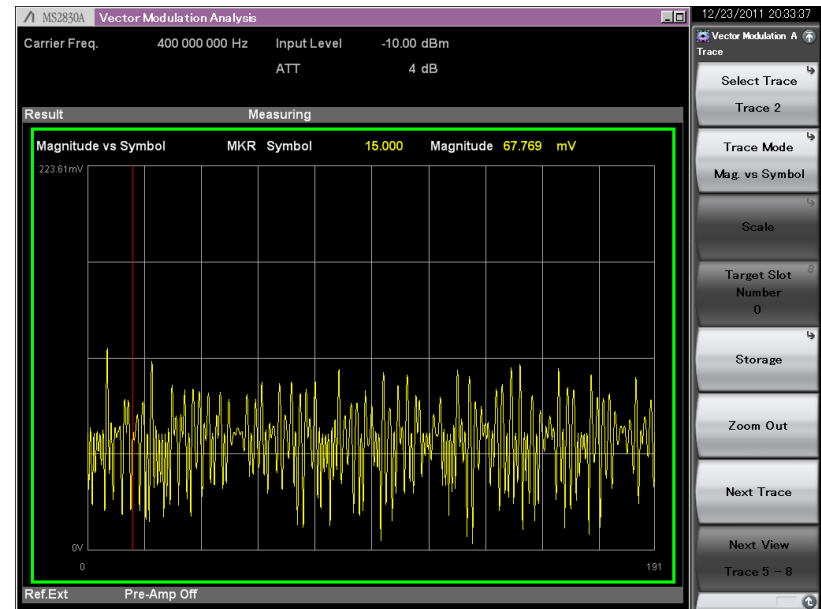 MS2830A Vector Modulation Analysis
12/23/2011 20:33:37
Carrier Freq. 400 000 000 Hz Input Level -10.00 dBm
ATT 4 dB
Result Measuring
Magnitude vs Symbol MKR Symbol 15.000 Magnitude 67.769 mV
223.61mV
0V
0 191
Ref.Ext Pre-Amp Off
Vector Modulation A
Trace
Select Trace
Trace 2
Trace Mode
Mag. vs Symbol
Scale
Target Slot
Number
0
Storage
Zoom Out
Next Trace
Next View
Trace 5 - 8